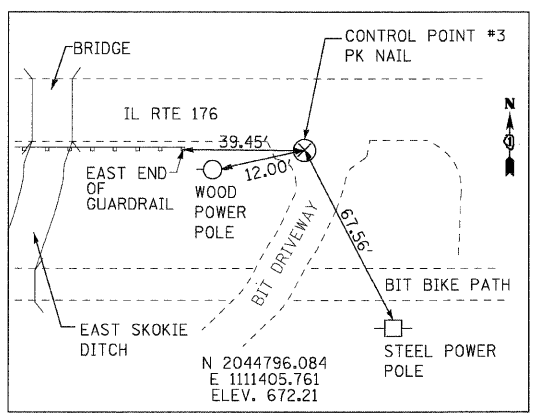 BRIDGE
CONTROL POINT #3
PK NAIL
N
IL RTE 176
39.45'
12.00'
EAST END
OF
GUARDRAIL
WOOD
POWER
POLE
67.56'
BIT DRIVEWAY
BIT BIKE PATH
EAST SKOKIE
DITCH
STEEL POWER
POLE
N 2044796.084
E 1111405.761
ELEV. 672.21